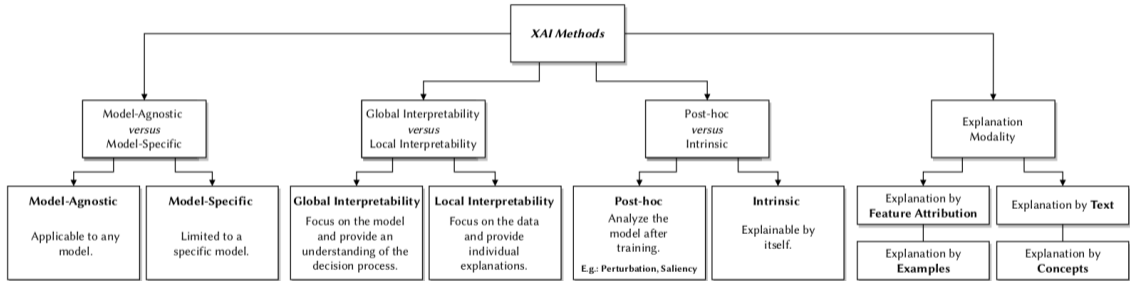 XAI Methods
Model-Agnostic
versus
Model-Specific
Global Interpretability
versus
Local Interpretability
Post-hoc
versus
Intrinsic
Explanation
Modality
Model-Agnostic
Applicable to any
model.
Model-Specific
Limited to a
specific model.
Global Interpretability
Focus on the model
and provide an
understanding of the
decision process.
Local Interpretability
Focus on the data
and provide
individual
explanations.
Post-hoc
Analyze the
model after
training.
E.g.: Perturbation, Saliency
Intrinsic
Explainable by
itself.
Explanation by
Feature Attribution
Explanation by Text
Explanation by
Examples
Explanation by
Concepts